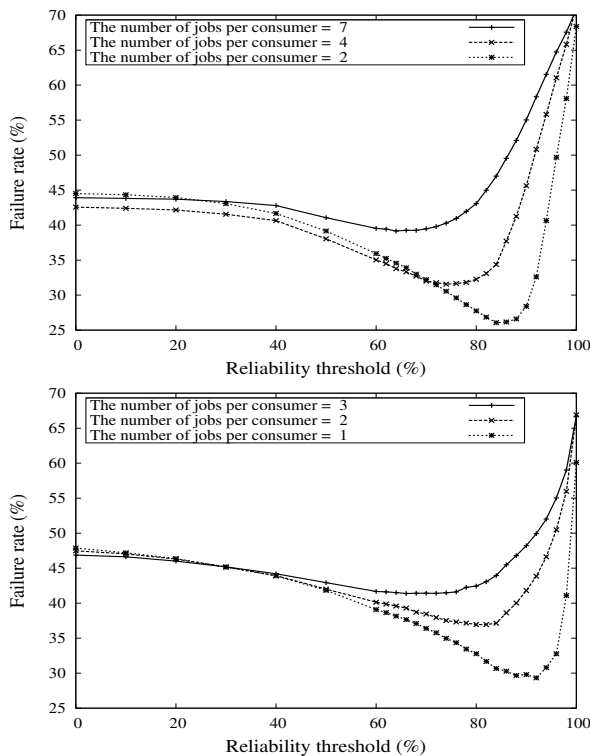 70
65
60
55
50
45
40
35
30
25
Failure rate (%)
The number of jobs per consumer = 7
The number of jobs per consumer = 4
The number of jobs per consumer = 2
0 20 40 60 80 100
Reliability threshold (%)
70
65
60
55
50
45
40
35
30
25
Failure rate (%)
The number of jobs per consumer = 3
The number of jobs per consumer = 2
The number of jobs per consumer = 1
0 20 40 60 80 100
Reliability threshold (%)